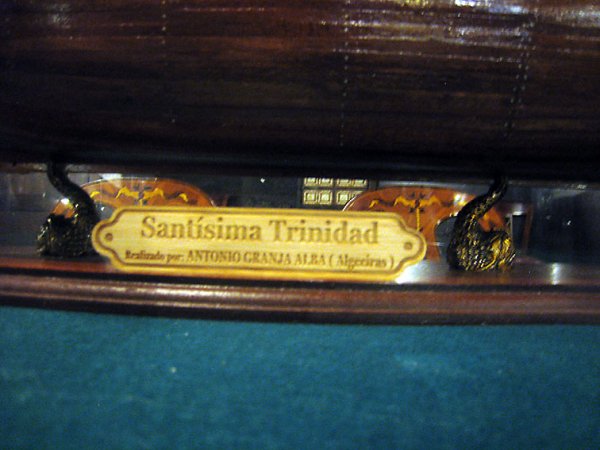 Santísima Trinidad
Realizado por: ANTONIO GRANJA ALBA ( Algeciras )